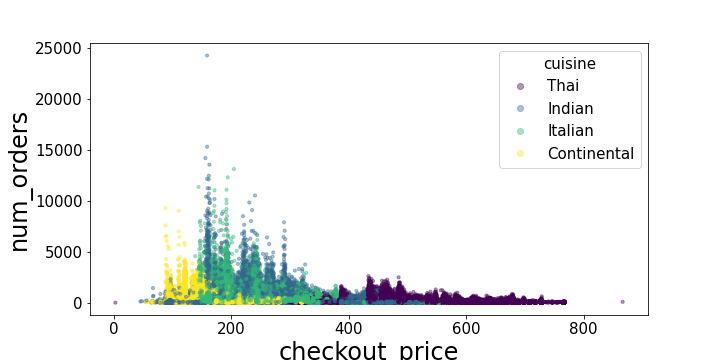 25000
20000
15000
10000
5000
0
num_orders
cuisine
Thai
Indian
Italian
Continental
0 200 400 600 800
checkout_price